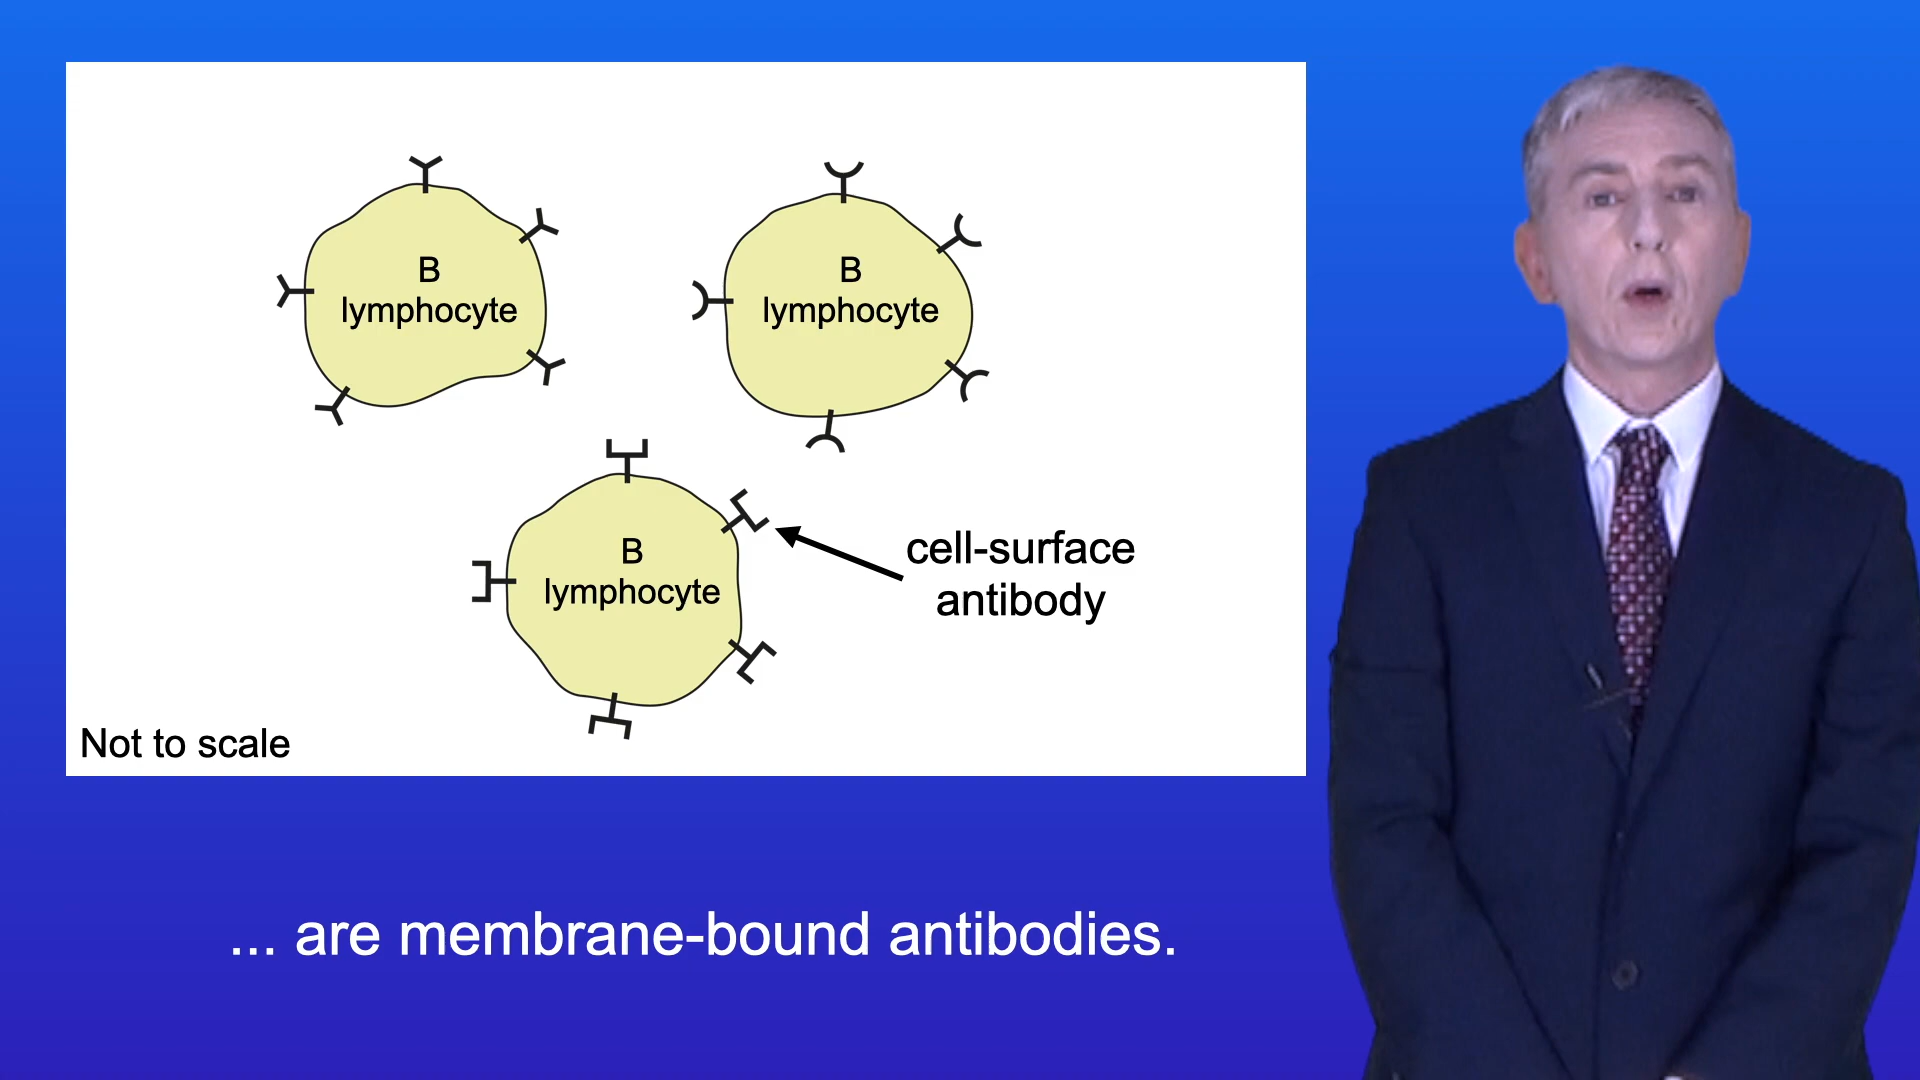 B
lymphocyte
B
lymphocyte
B
lymphocyte
cell-surface
antibody
Not to scale
... are membrane-bound antibodies.